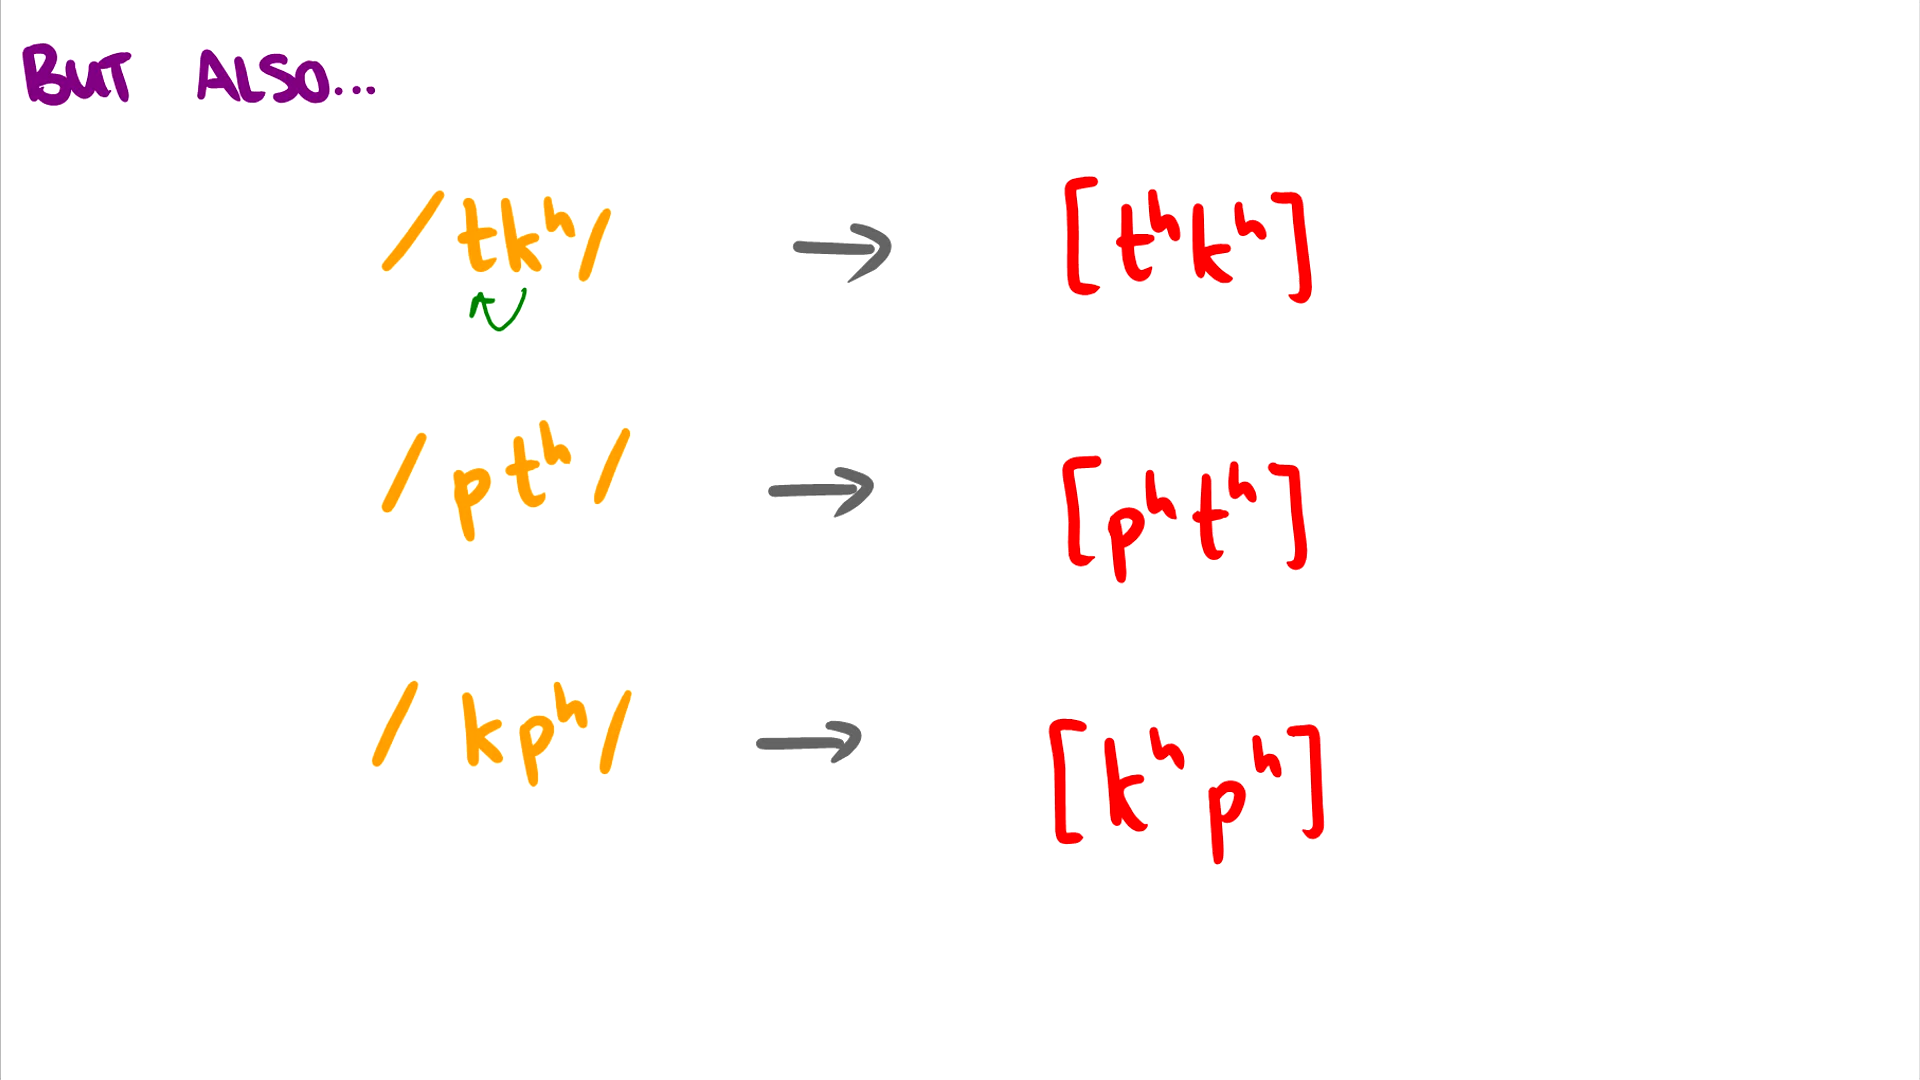 BUT ALSO...
/tkʰ/ → [tʰkʰ]
/ptʰ/ → [pʰtʰ]
/kpʰ/ → [kʰpʰ]